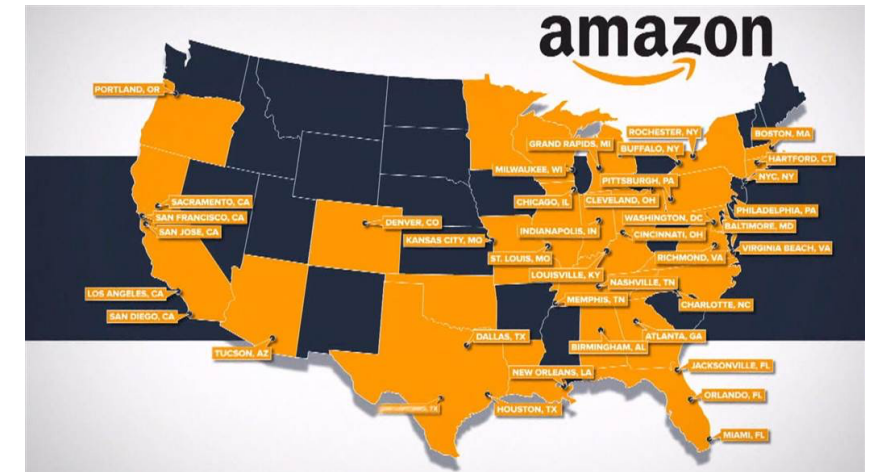 amazon
PORTLAND, OR
ROCHESTER, NY
BOSTON, MA
GRAND RAPIDS, MI
BUFFALO, NY
HARTFORD, CT
MILWAUKEE, WI
NYC, NY
PITTSBURGH, PA
SACRAMENTO, CA
CHICAGO, IL
CLEVELAND, OH
PHILADELPHIA, PA
SAN FRANCISCO, CA
DENVER, CO
WASHINGTON, DC
BALTIMORE, MD
SAN JOSE, CA
KANSAS CITY, MO
INDIANAPOLIS, IN
CINCINNATI, OH
VIRGINIA BEACH, VA
ST. LOUIS, MO
RICHMOND, VA
LOUISVILLE, KY
NASHVILLE, TN
LOS ANGELES, CA
MEMPHIS, TN
CHARLOTTE, NC
SAN DIEGO, CA
DALLAS, TX
ATLANTA, GA
TUCSON, AZ
BIRMINGHAM, AL
JACKSONVILLE, FL
NEW ORLEANS, LA
ORLANDO, FL
TX
HOUSTON, TX
MIAMI, FL